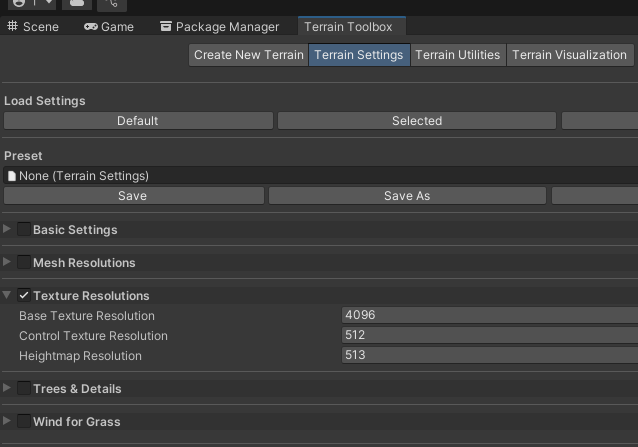 Scene Game Package Manager Terrain Toolbox
Create New Terrain Terrain Settings Terrain Utilities Terrain Visualization
Load Settings
Default Selected
Preset
None (Terrain Settings)
Save Save As
Basic Settings
Mesh Resolutions
Texture Resolutions
Base Texture Resolution 4096
Control Texture Resolution 512
Heightmap Resolution 513
Trees & Details
Wind for Grass